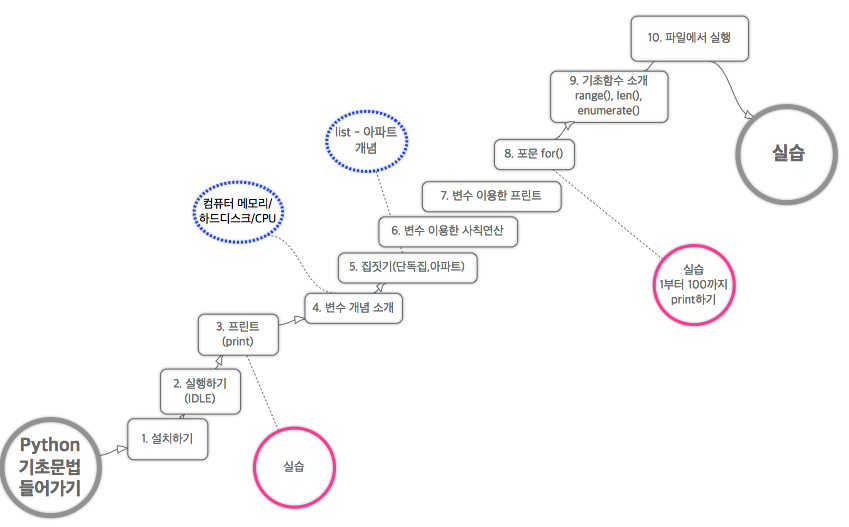 Python
기초문법
들어가기
1. 설치하기
2. 실행하기
(IDLE)
3. 프린트
(print)
실습
4. 변수 개념 소개
컴퓨터 메모리/
하드디스크/CPU
5. 집짓기(단독집,아파트)
list - 아파트
개념
6. 변수 이용한 사칙연산
7. 변수 이용한 프린트
8. 포문 for()
실습
1부터 100까지
print하기
9. 기초함수 소개
range(), len(),
enumerate()
10. 파일에서 실행
실습